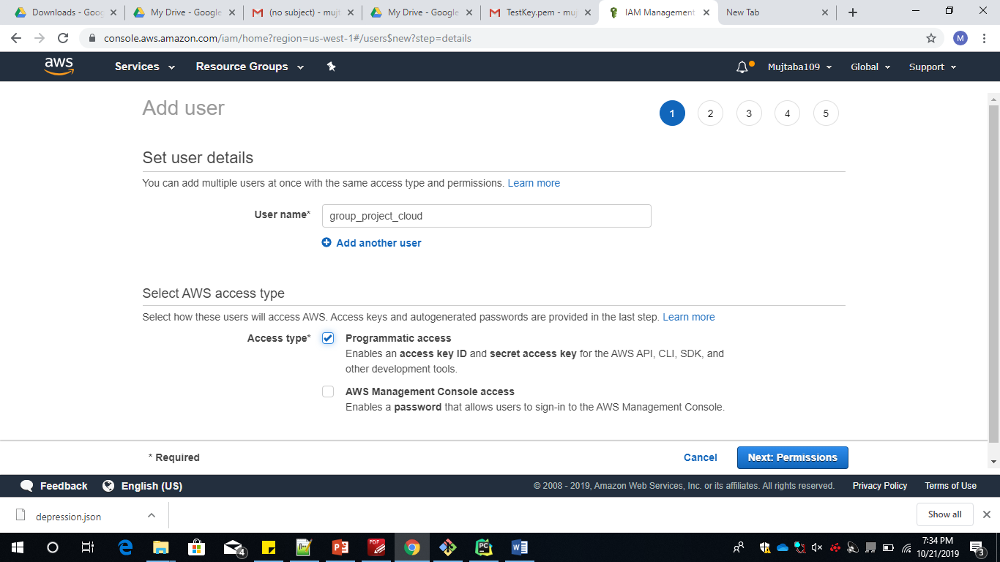 Downloads - Goog
My Drive - Google
(no subject) - mujt
My Drive - Google
TestKey.pem - muj
IAM Management
New Tab
console.aws.amazon.com/iam/home?region=us-west-1#/users$new?step=details
M
aws
Services
Resource Groups
Mujtaba109
Global
Support
Add user
1
2
3
4
5
Set user details
You can add multiple users at once with the same access type and permissions. Learn more
User name*
group_project_cloud
Add another user
Select AWS access type
Select how these users will access AWS. Access keys and autogenerated passwords are provided in the last step. Learn more
Access type*
Programmatic access
Enables an access key ID and secret access key for the AWS API, CLI, SDK, and
other development tools.
AWS Management Console access
Enables a password that allows users to sign-in to the AWS Management Console.
* Required
Cancel
Next: Permissions
Feedback
English (US)
© 2008 - 2019, Amazon Web Services, Inc. or its affiliates. All rights reserved.
Privacy Policy
Terms of Use
depression.json
Show all
4
PDF
PC
7:34 PM
10/21/2019
3